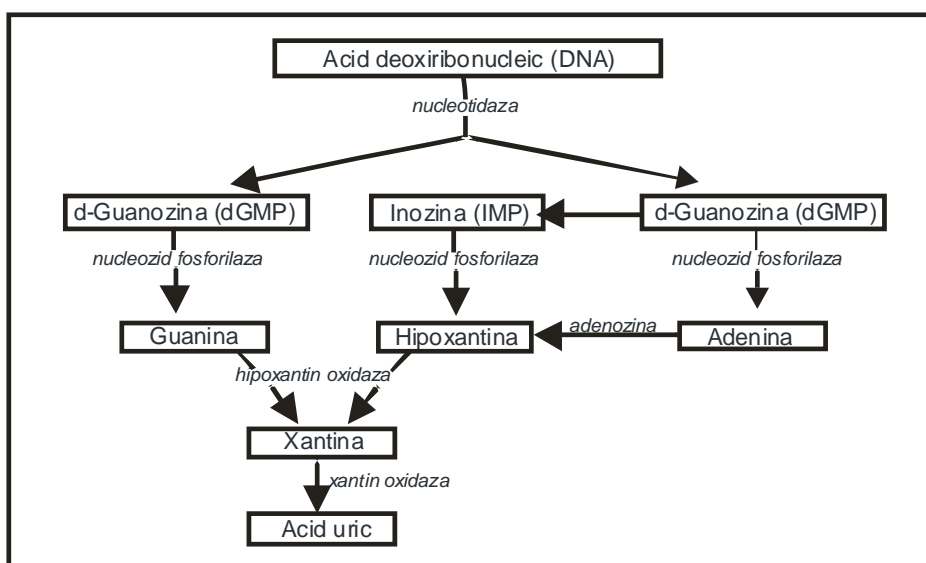 Acid deoxiribonucleic (DNA)
nucleotidaza
d-Guanozina (dGMP)
Inozina (IMP)
d-Guanozina (dGMP)
nucleozid fosforilaza
nucleozid fosforilaza
nucleozid fosforilaza
Guanina
Hipoxantina
adenozina
Adenina
hipoxantin oxidaza
Xantina
xantin oxidaza
Acid uric